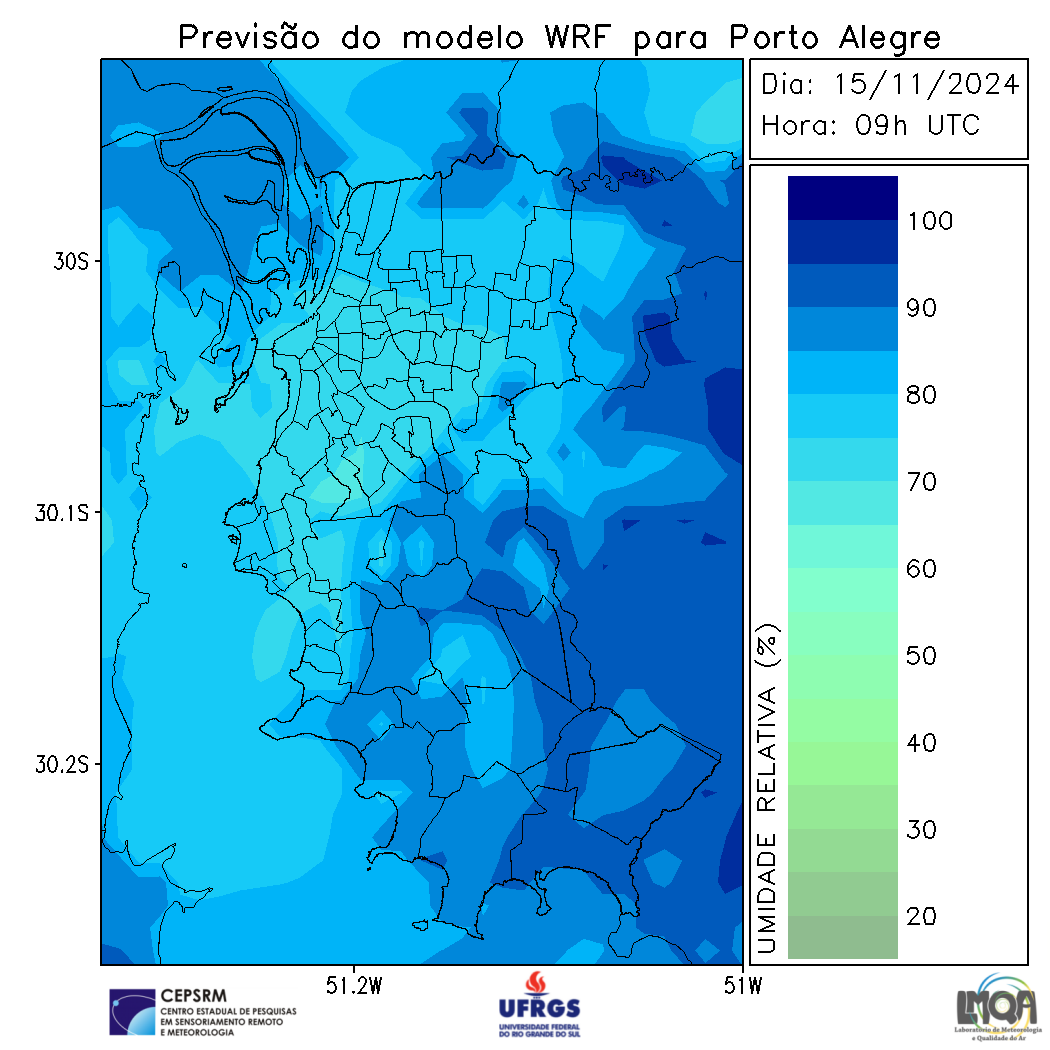 Previsão do modelo WRF para Porto Alegre
Dia: 15/11/2024
Hora: 09h UTC
30S
30.1S
30.2S
51.2W
51W
UMIDADE RELATIVA (%)
100
90
80
70
60
50
40
30
20
CEPSRM
CENTRO ESTADUAL DE PESQUISAS
EM SENSORIAMENTO REMOTO
E METEOROLOGIA
UFRGS
UNIVERSIDADE FEDERAL
DO RIO GRANDE DO SUL
LMQA
Laboratório de Meteorologia
e Qualidade do Ar